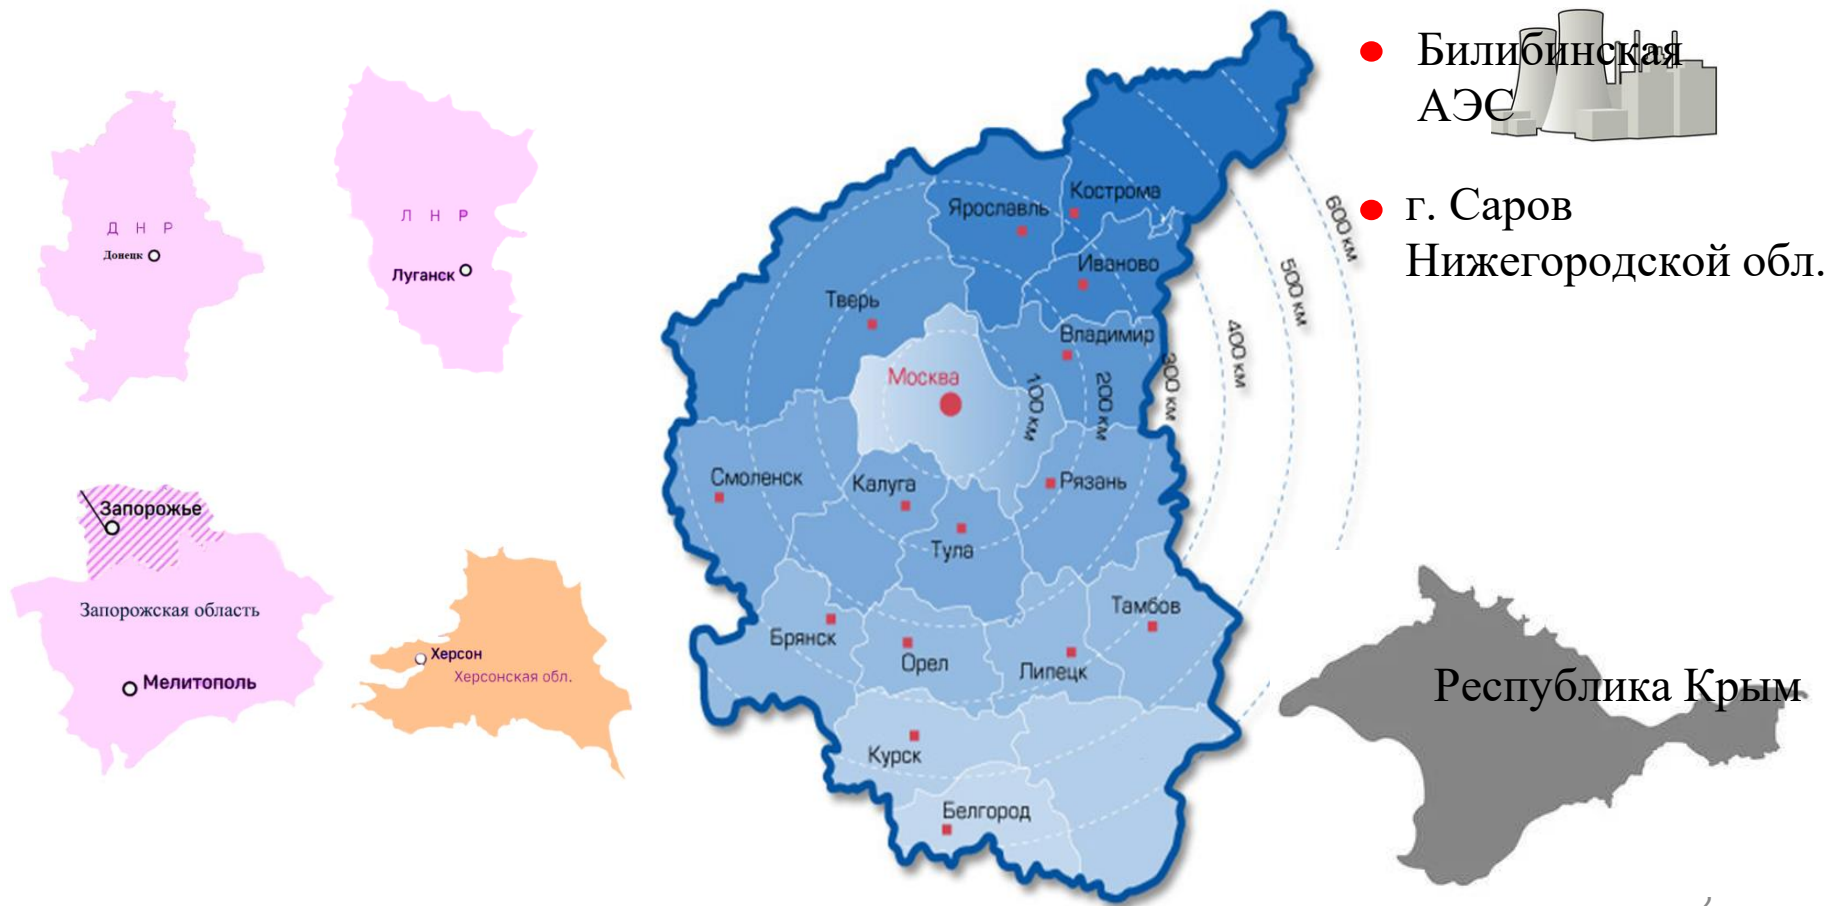 Д Н Р
Донецк
Л Н Р
Луганск
Запорожье
Запорожская область
Мелитополь
Херсон
Херсонская обл.
Кострома
Ярославль
Иваново
Тверь
Владимир
Москва
100 км
200 км
300 км
400 км
500 км
600 км
Смоленск
Калуга
Рязань
Тула
Тамбов
Брянск
Орел
Липецк
Курск
Белгород
Билибинская
АЭС
г. Саров
Нижегородской обл.
Республика Крым